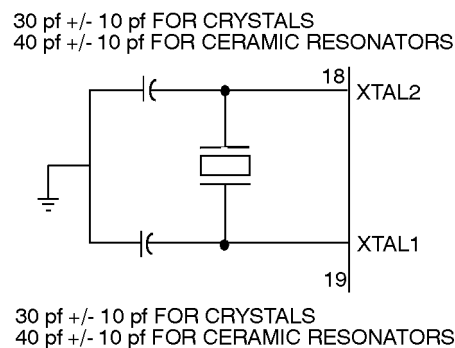 30 pf +/- 10 pf FOR CRYSTALS
40 pf +/- 10 pf FOR CERAMIC RESONATORS
18
XTAL2
XTAL1
19
30 pf +/- 10 pf FOR CRYSTALS
40 pf +/- 10 pf FOR CERAMIC RESONATORS